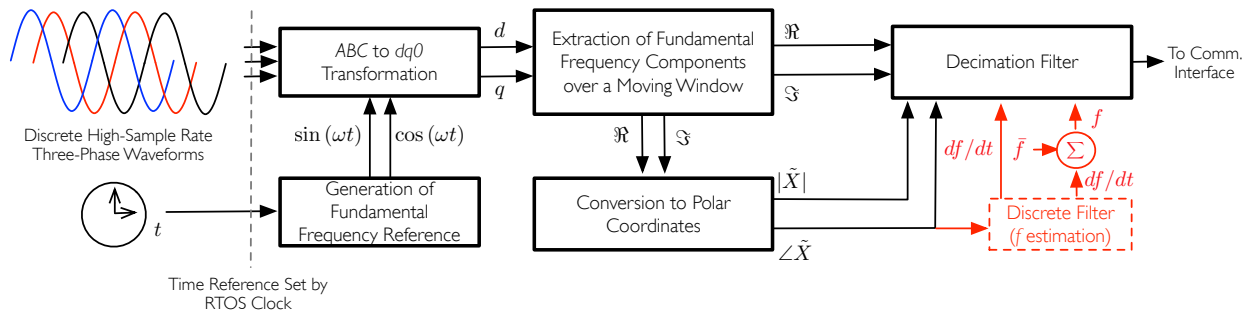 Discrete High-Sample Rate
Three-Phase Waveforms
t
Time Reference Set by
RTOS Clock
ABC to dq0
Transformation
sin (ωt)
cos (ωt)
Generation of
Fundamental
Frequency Reference
d
q
Extraction of Fundamental
Frequency Components
over a Moving Window
ℜ
ℑ
ℜ
ℑ
Conversion to Polar
Coordinates
|X̃|
∠X̃
Decimation Filter
To Comm.
Interface
df/dt
f̄
Σ
f
df/dt
Discrete Filter
(f estimation)